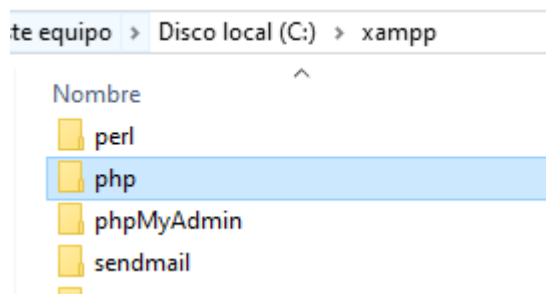 te equipo > Disco local (C:) > xampp
Nombre
perl
php
phpMyAdmin
sendmail